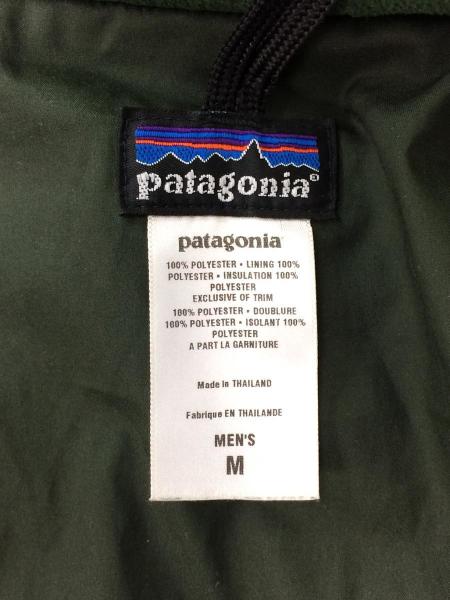 patagonia®
patagonia
100% POLYESTER • LINING 100%
POLYESTER • INSULATION 100%
POLYESTER
EXCLUSIVE OF TRIM
100% POLYESTER • DOUBLURE
100% POLYESTER • ISOLANT 100%
POLYESTER
A PART LA GARNITURE
Made in THAILAND
Fabrique EN THAILANDE
MEN'S
M